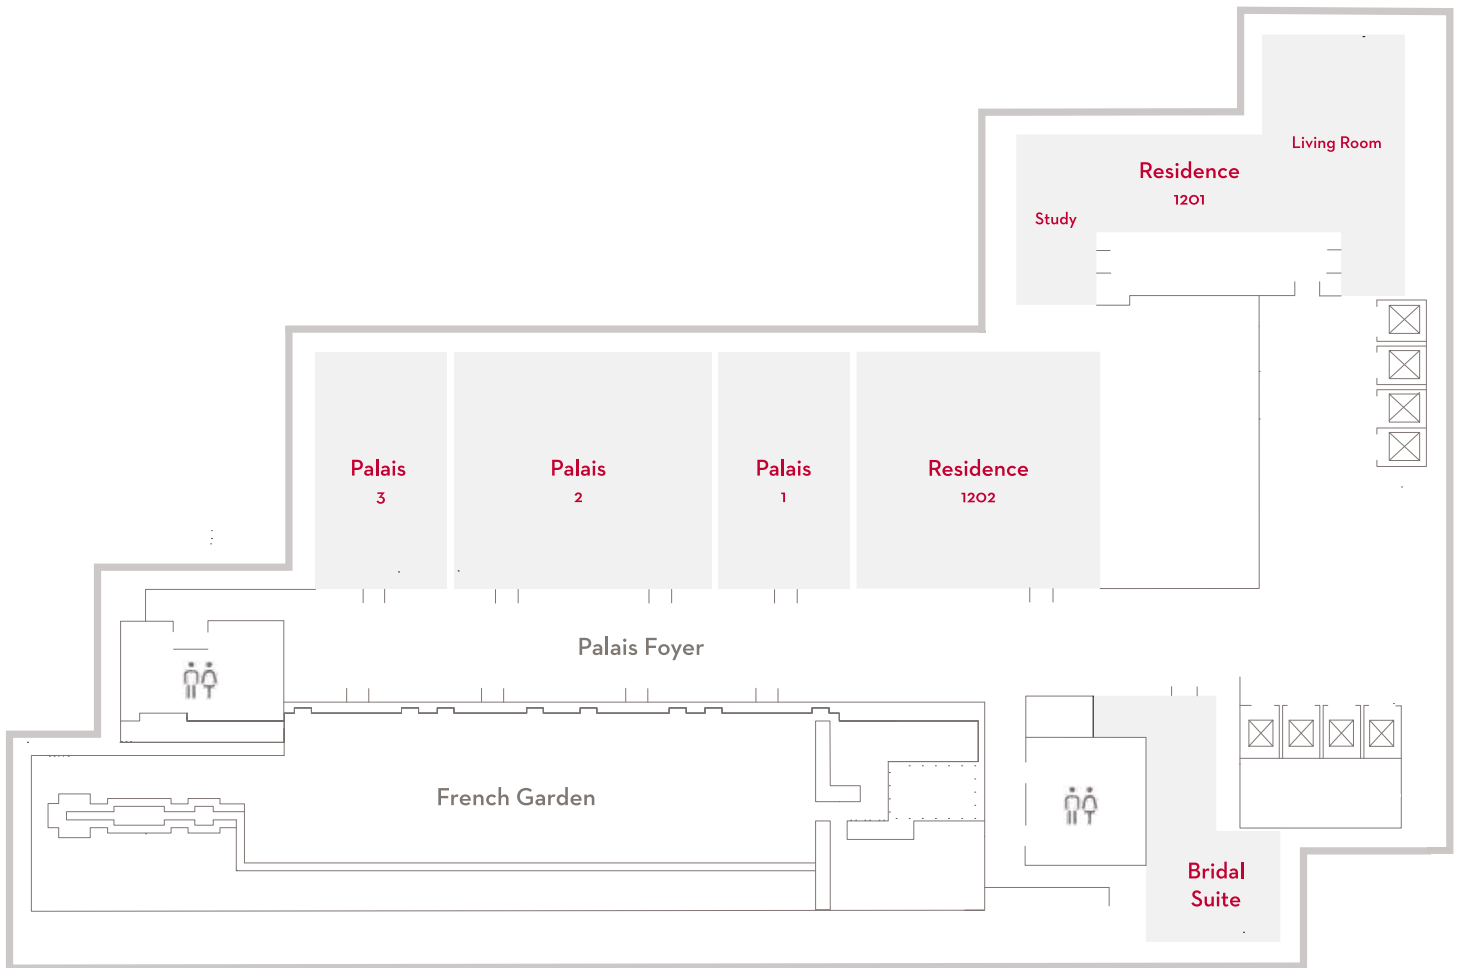 Living Room
Residence
1201
Study
Palais
3
Palais
2
Palais
1
Residence
1202
Palais Foyer
French Garden
Bridal
Suite